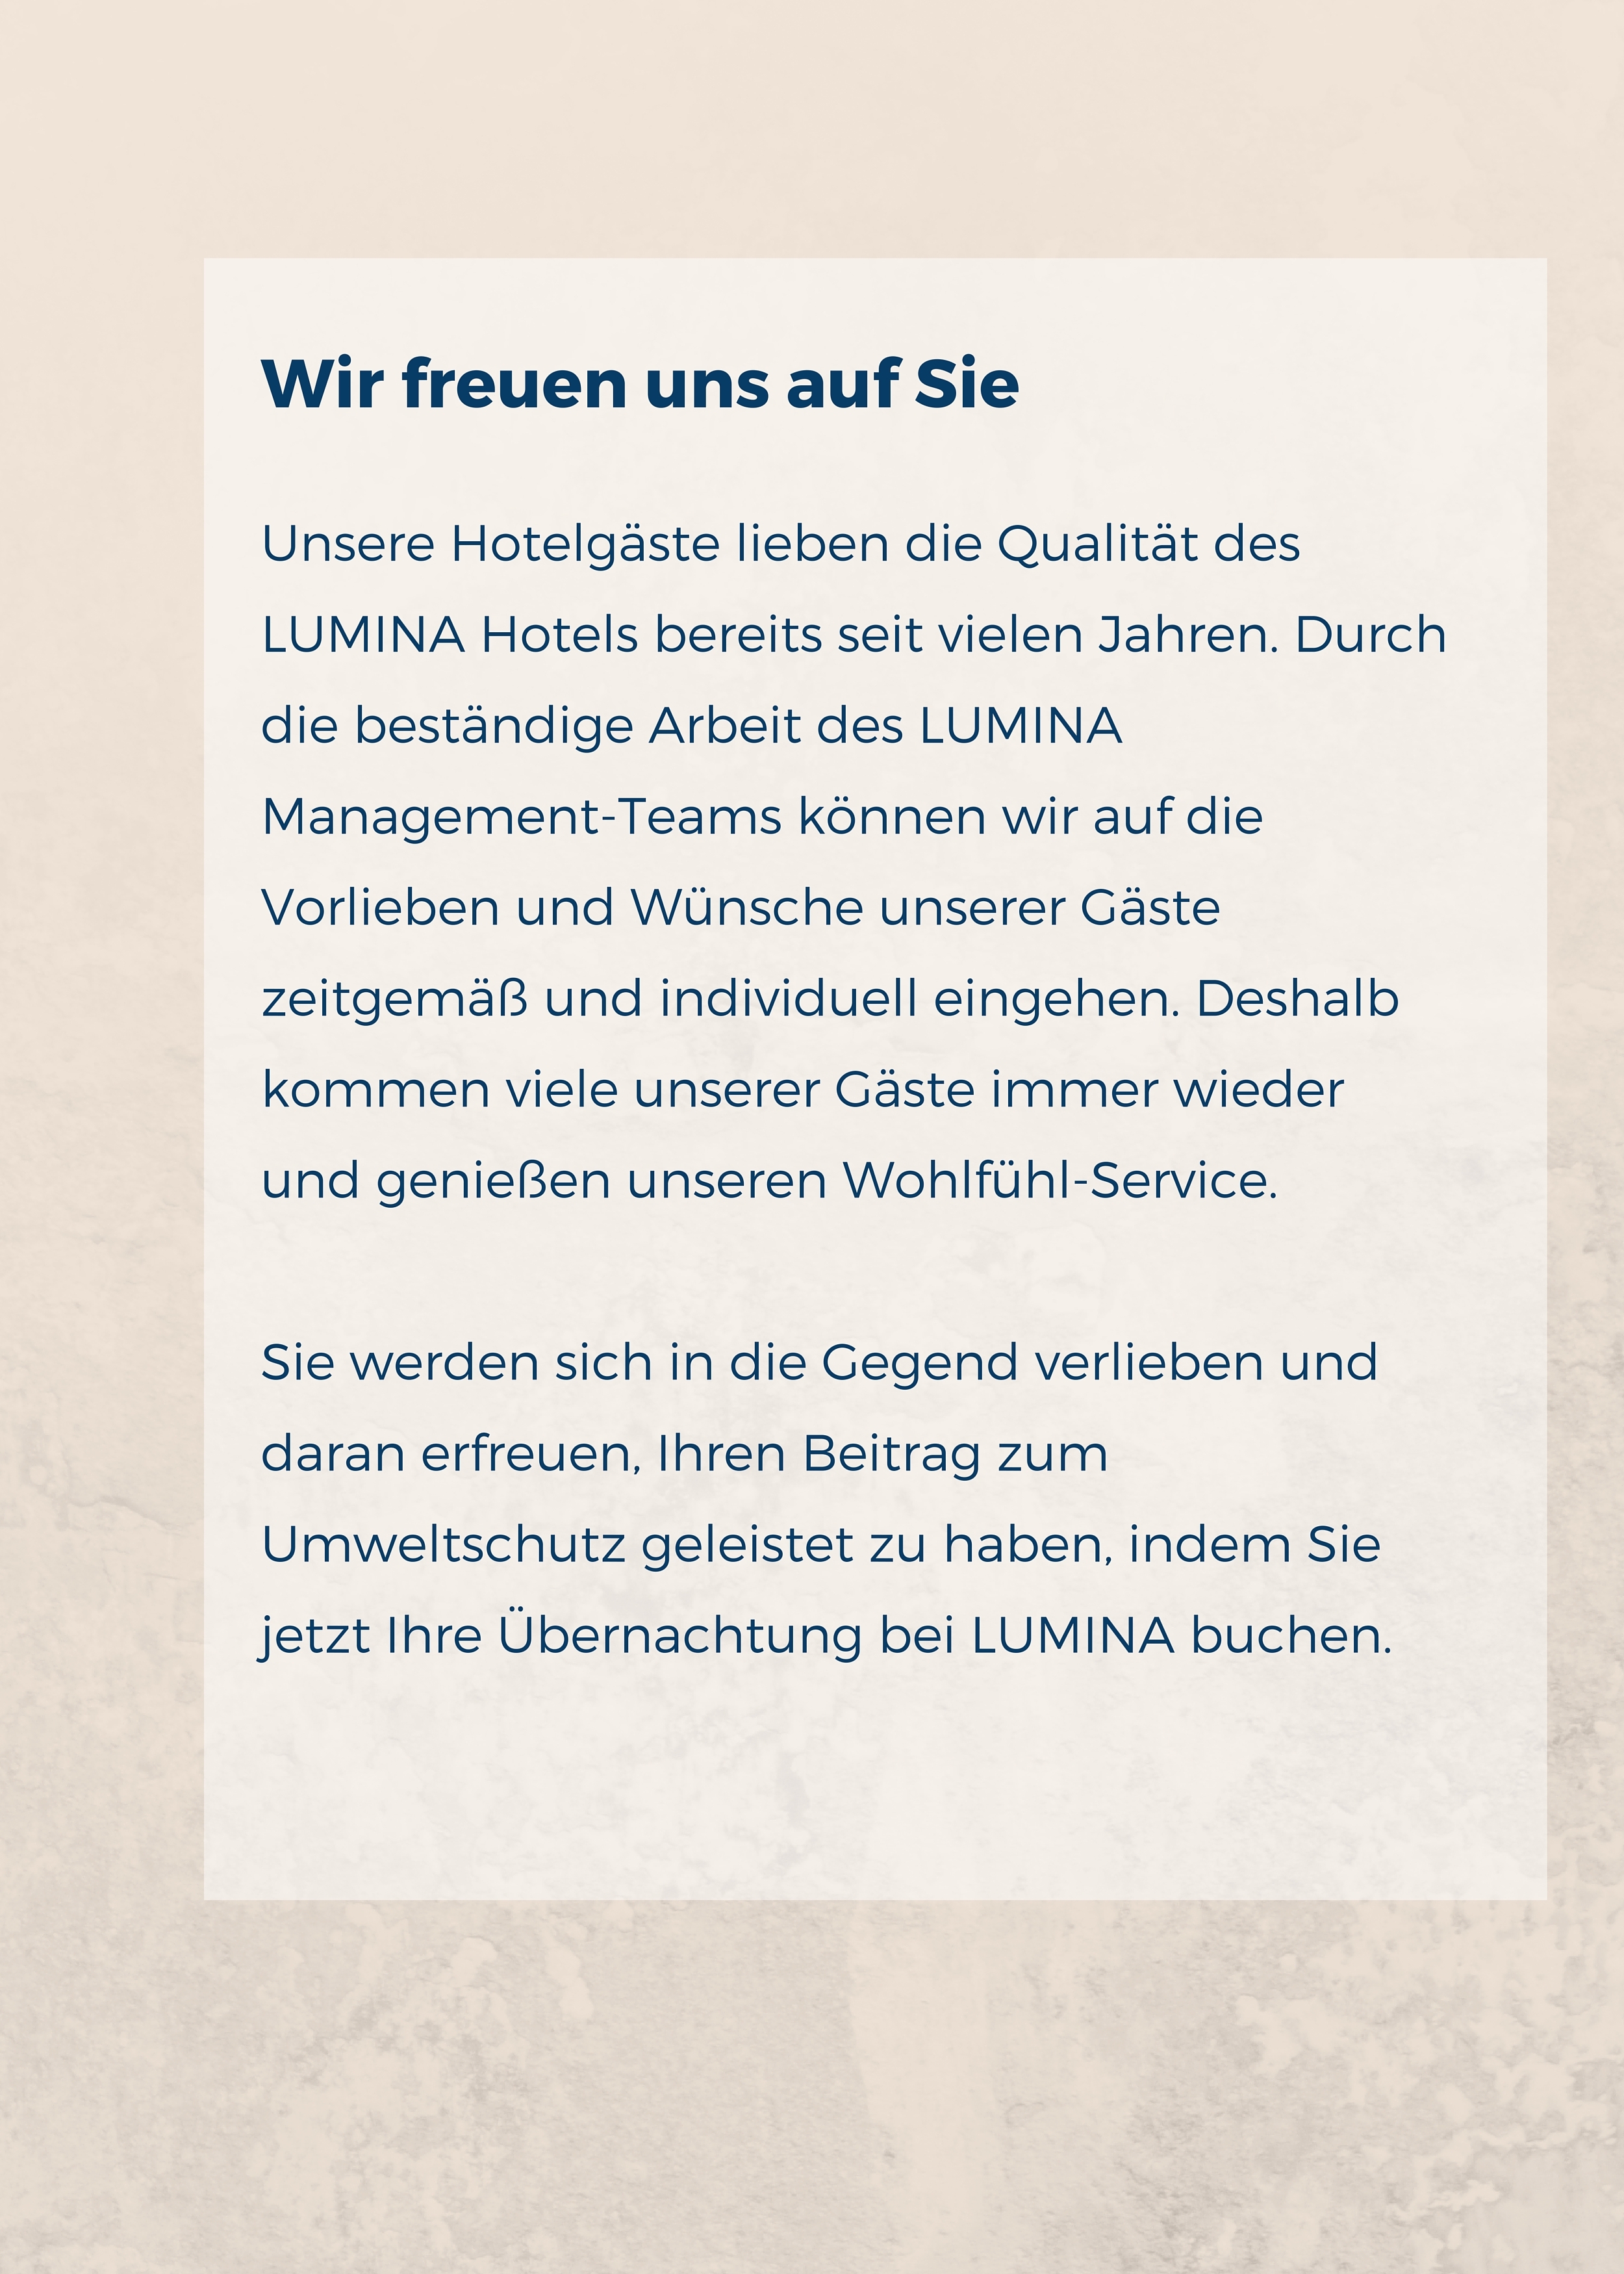 Wir freuen uns auf Sie
Unsere Hotelgäste lieben die Qualität des
LUMINA Hotels bereits seit vielen Jahren. Durch
die beständige Arbeit des LUMINA
Management-Teams können wir auf die
Vorlieben und Wünsche unserer Gäste
zeitgemäß und individuell eingehen. Deshalb
kommen viele unserer Gäste immer wieder
und genießen unseren Wohlfühl-Service.
Sie werden sich in die Gegend verlieben und
daran erfreuen, Ihren Beitrag zum
Umweltschutz geleistet zu haben, indem Sie
jetzt Ihre Übernachtung bei LUMINA buchen.